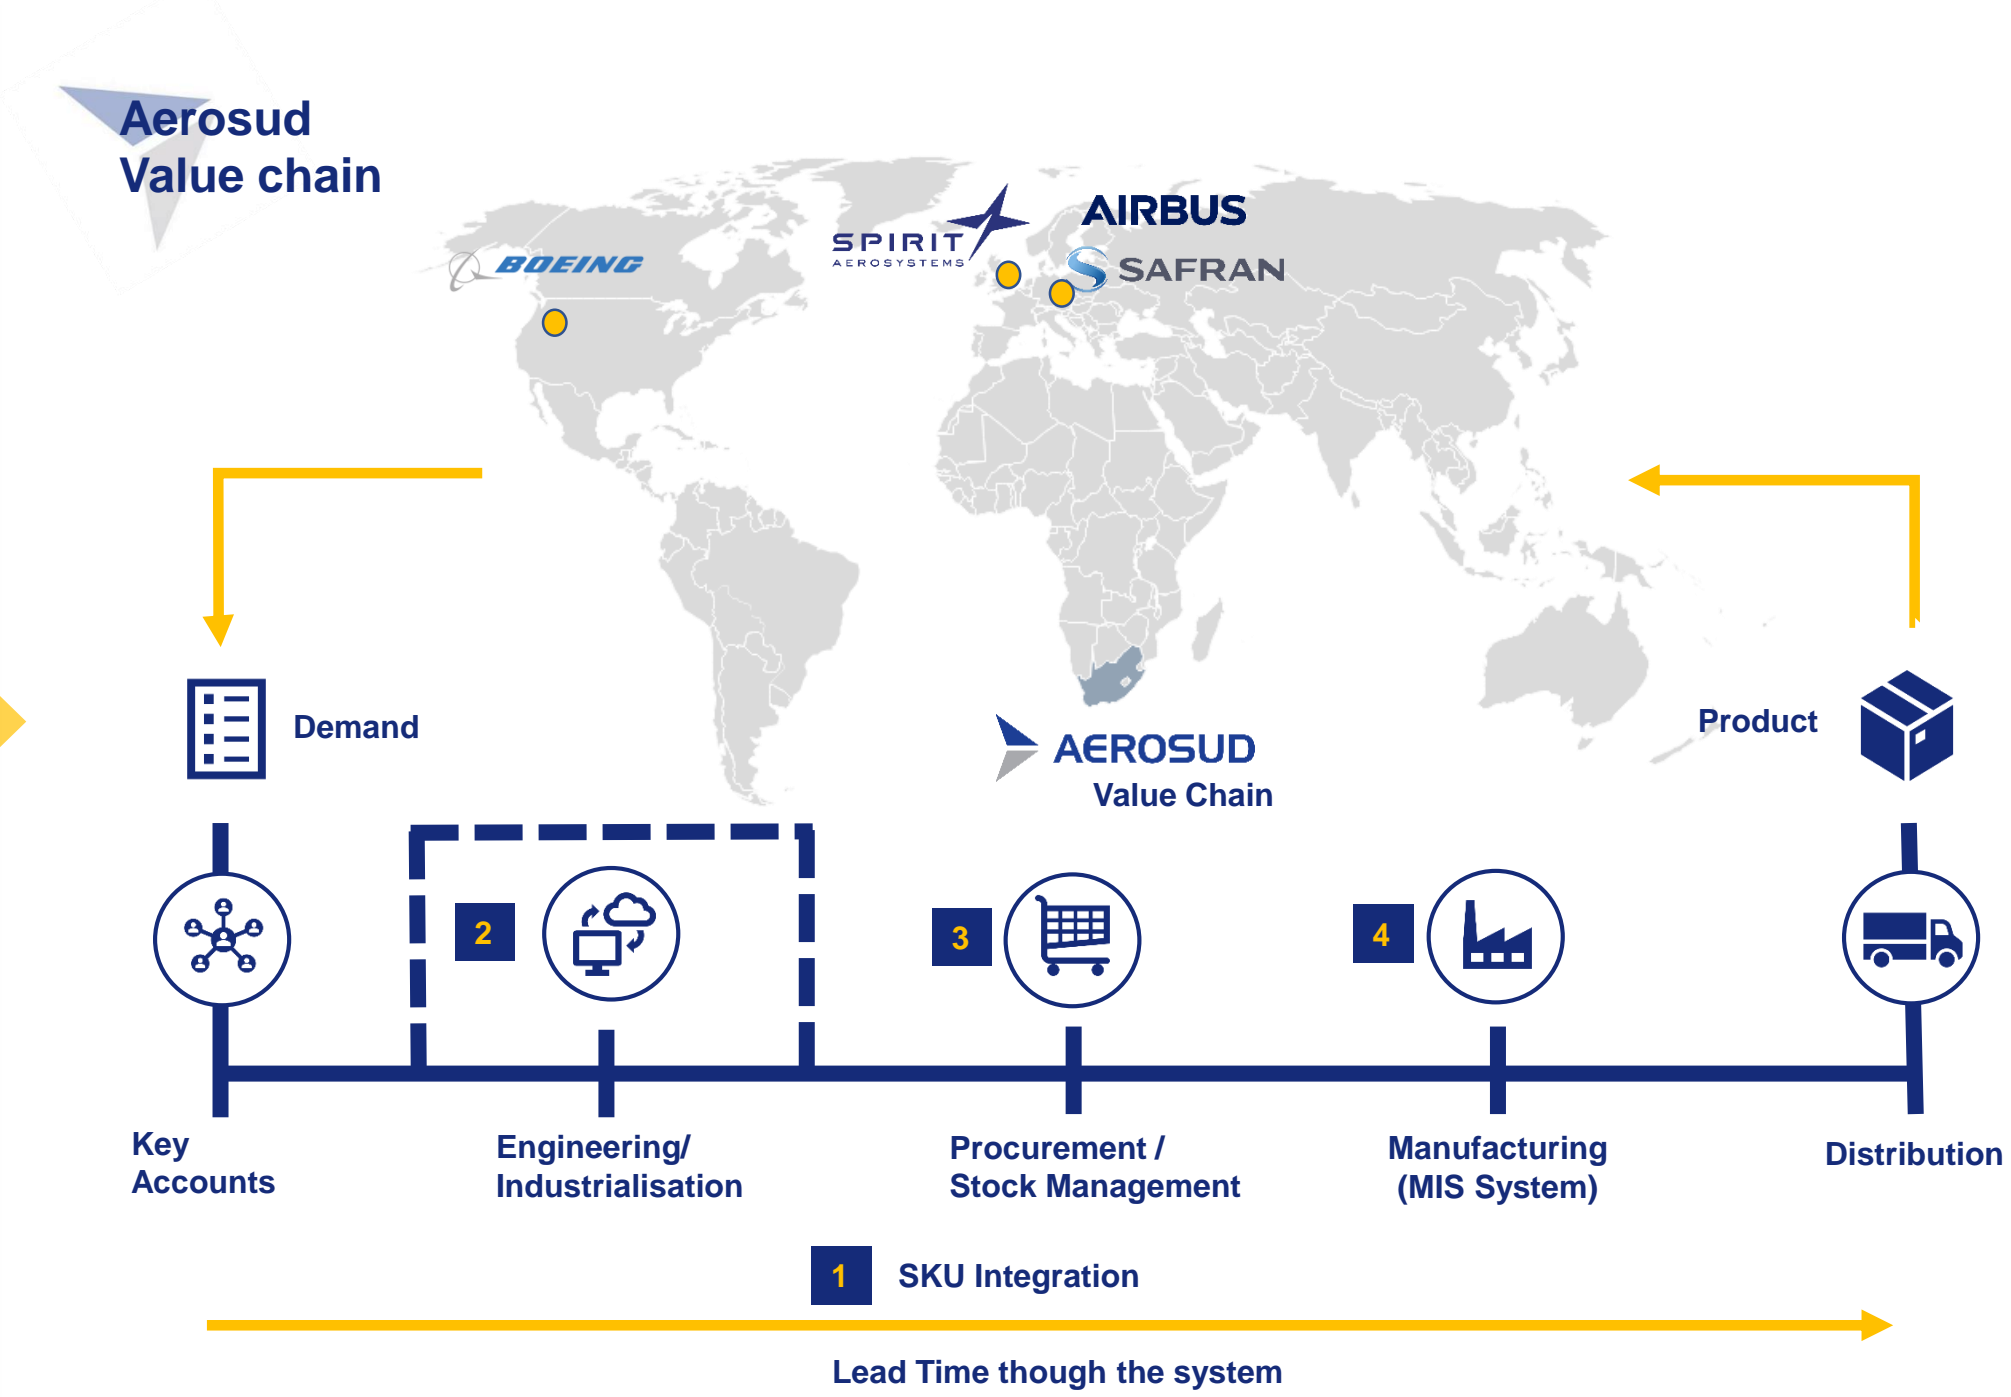 Aerosud
Value chain
BOEING
SPIRIT
AEROSYSTEMS
AIRBUS
SAFRAN
Demand
Product
AEROSUD
Value Chain
2
3
4
Key
Accounts
Engineering/
Industrialisation
Procurement /
Stock Management
Manufacturing
(MIS System)
Distribution
1 SKU Integration
Lead Time though the system